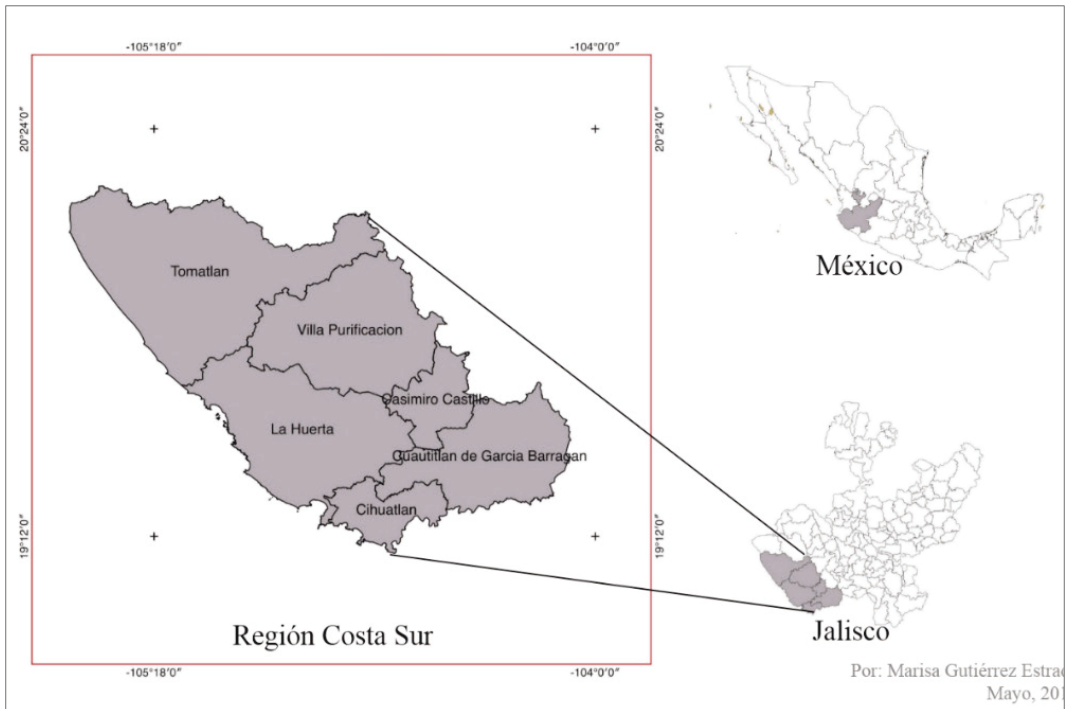 -105°18'0" -104°0'0"
20°24'0" 20°24'0"
México
Tomatlan
Villa Purificacion
Casimiro Castillo
La Huerta
Cuautitlan de Garcia Barragan
Cihuatlan
19°12'0" 19°12'0"
Región Costa Sur
Jalisco
-105°18'0" -104°0'0"
Por: Marisa Gutiérrez Estrad
Mayo, 201